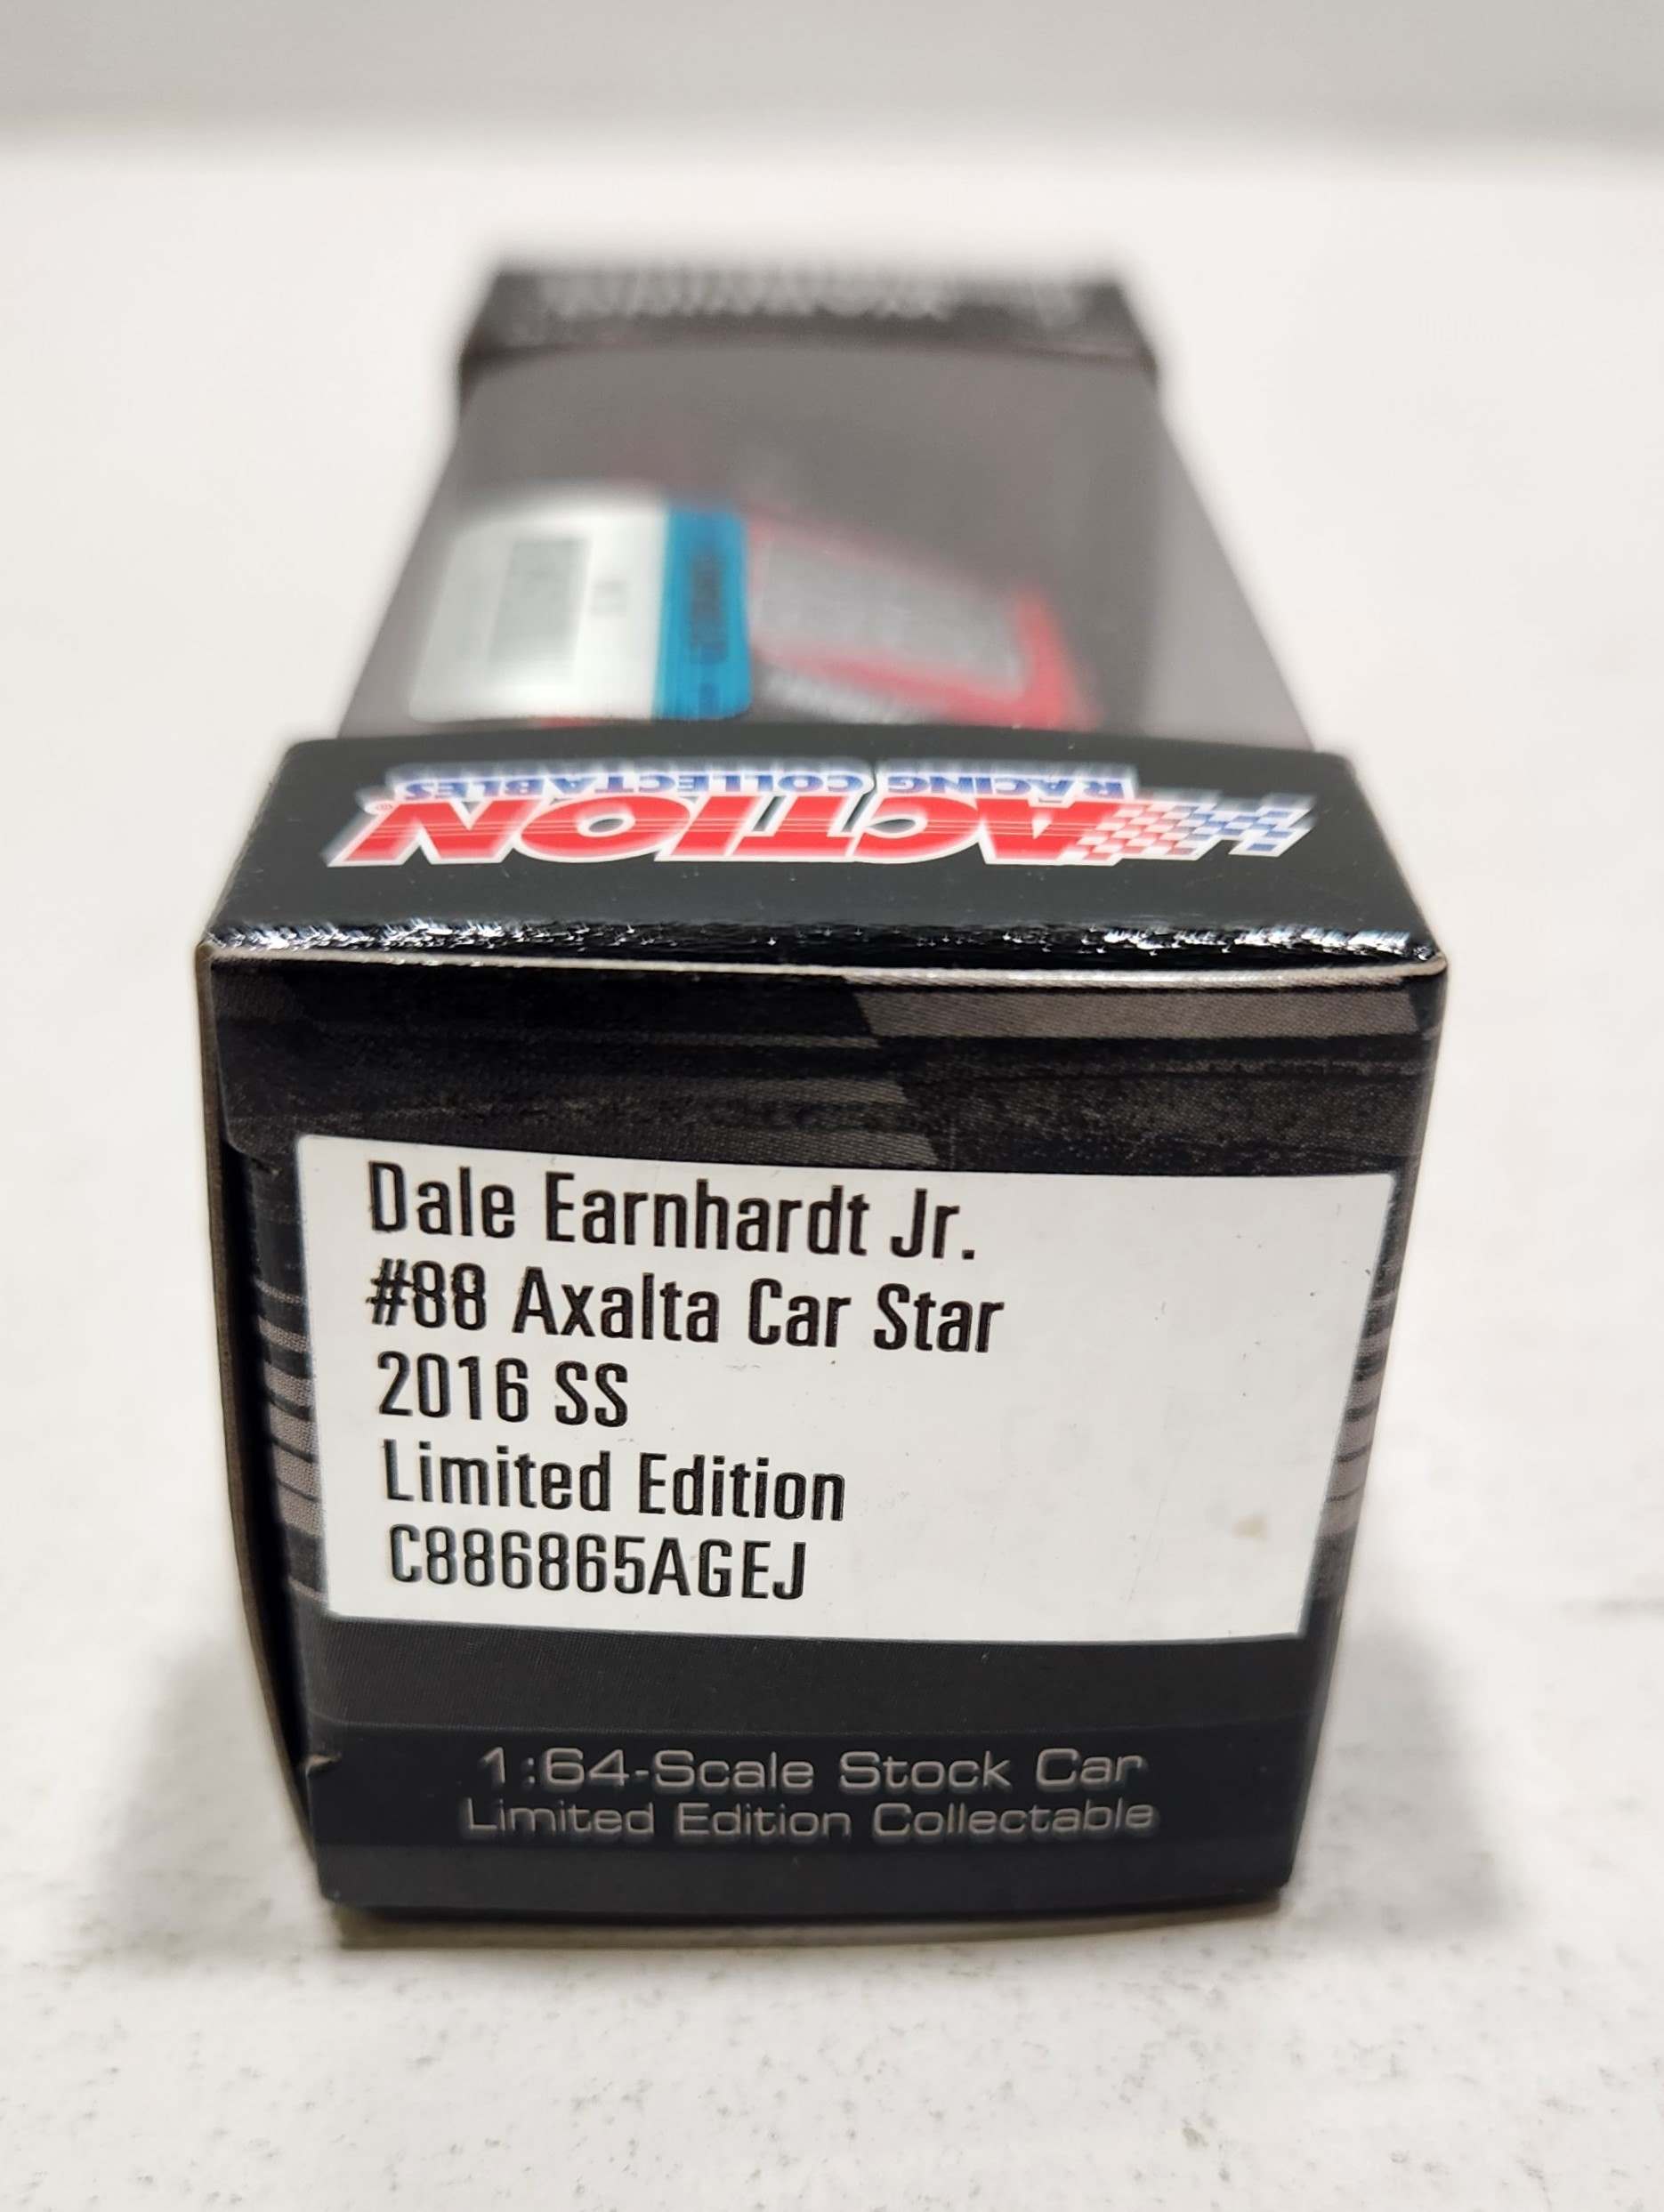 ACTION
RACING COLLECTABLES
Dale Earnhardt Jr.
#88 Axalta Car Star
2016 SS
Limited Edition
C886865AGEJ
1:64-Scale Stock Car
Limited Edition Collectable